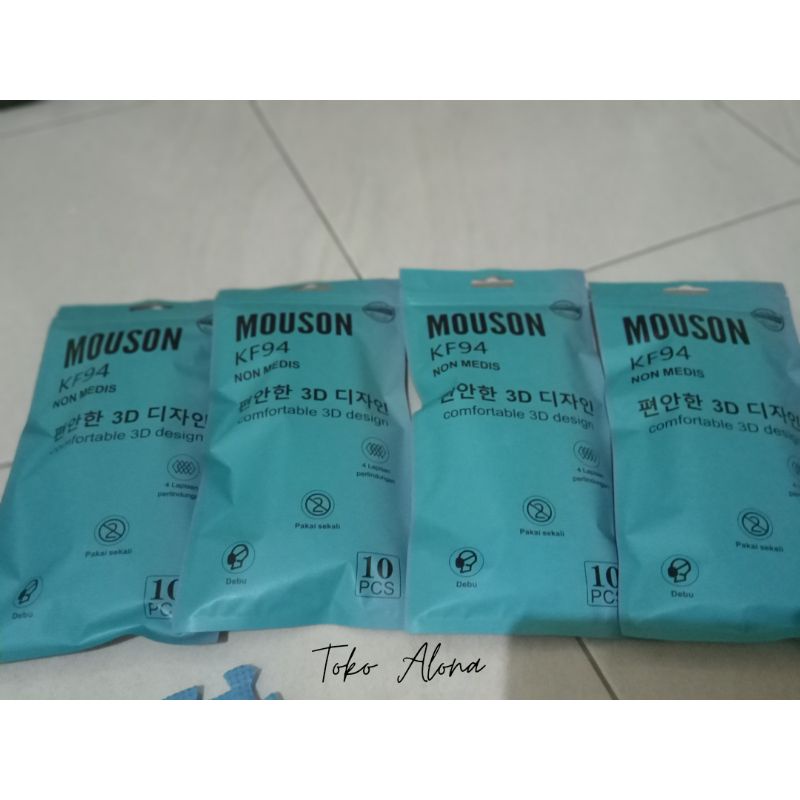 MOUSON
KF94
NON MEDIS
편안한 3D 디자인
comfortable 3D design
4 Lapisan
perlindungan
Pakai sekali
Debu
10
PCS
MOUSON
KF94
NON MEDIS
편안한 3D 디자인
comfortable 3D design
4 Lapisan
perlindungan
Pakai sekali
Debu
10
PCS
MOUSON
KF94
NON MEDIS
편안한 3D 디자인
comfortable 3D design
4 Lapisan
perlindungan
Pakai sekali
Debu
10
PCS
MOUSON
KF94
NON MEDIS
편안한 3D 디자인
comfortable 3D design
Pakai sekali
Debu
Toko Alona